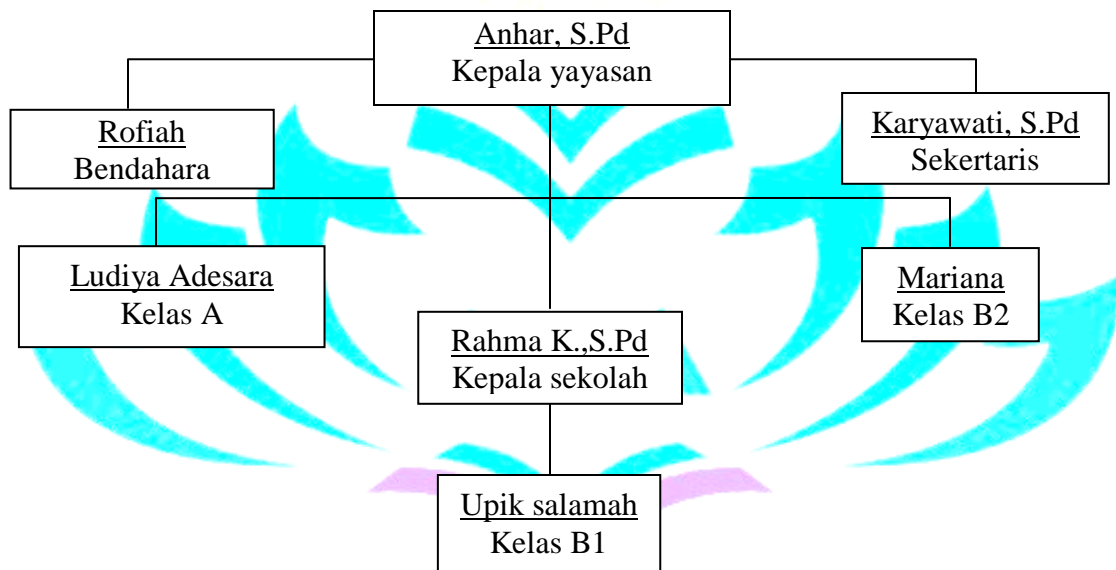 Anhar, S.Pd
Kepala yayasan
Rofiah
Bendahara
Karyawati, S.Pd
Sekertaris
Ludiya Adesara
Kelas A
Mariana
Kelas B2
Rahma K.,S.Pd
Kepala sekolah
Upik salamah
Kelas B1